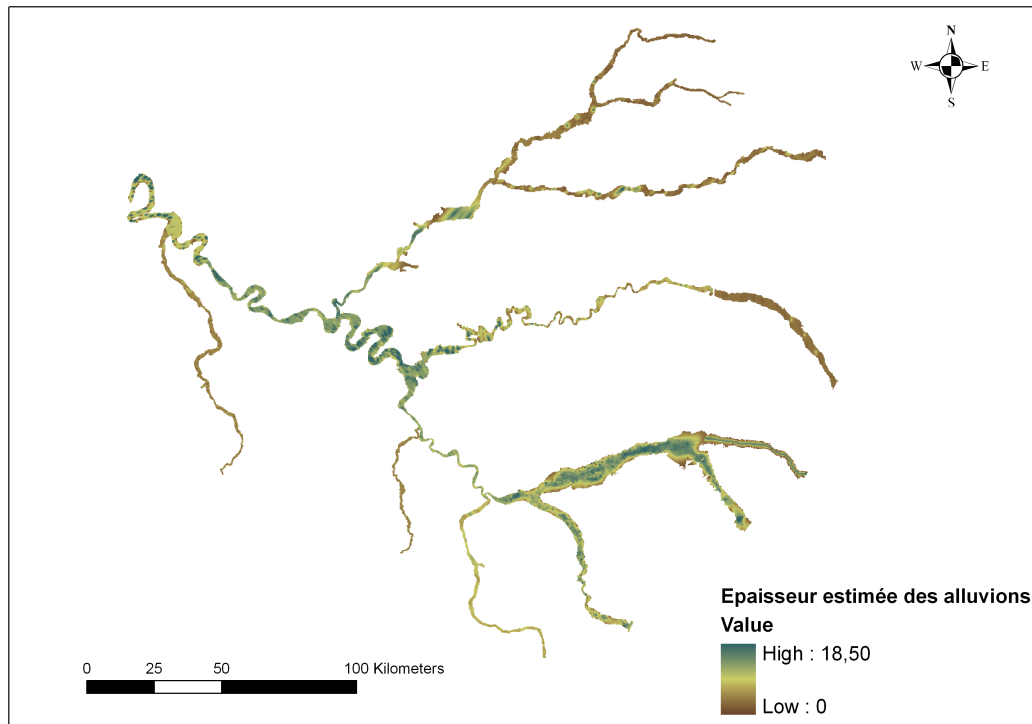 N
W E
S
Epaisseur estimée des alluvions
Value
High : 18,50
Low : 0
0 25 50 100 Kilometers